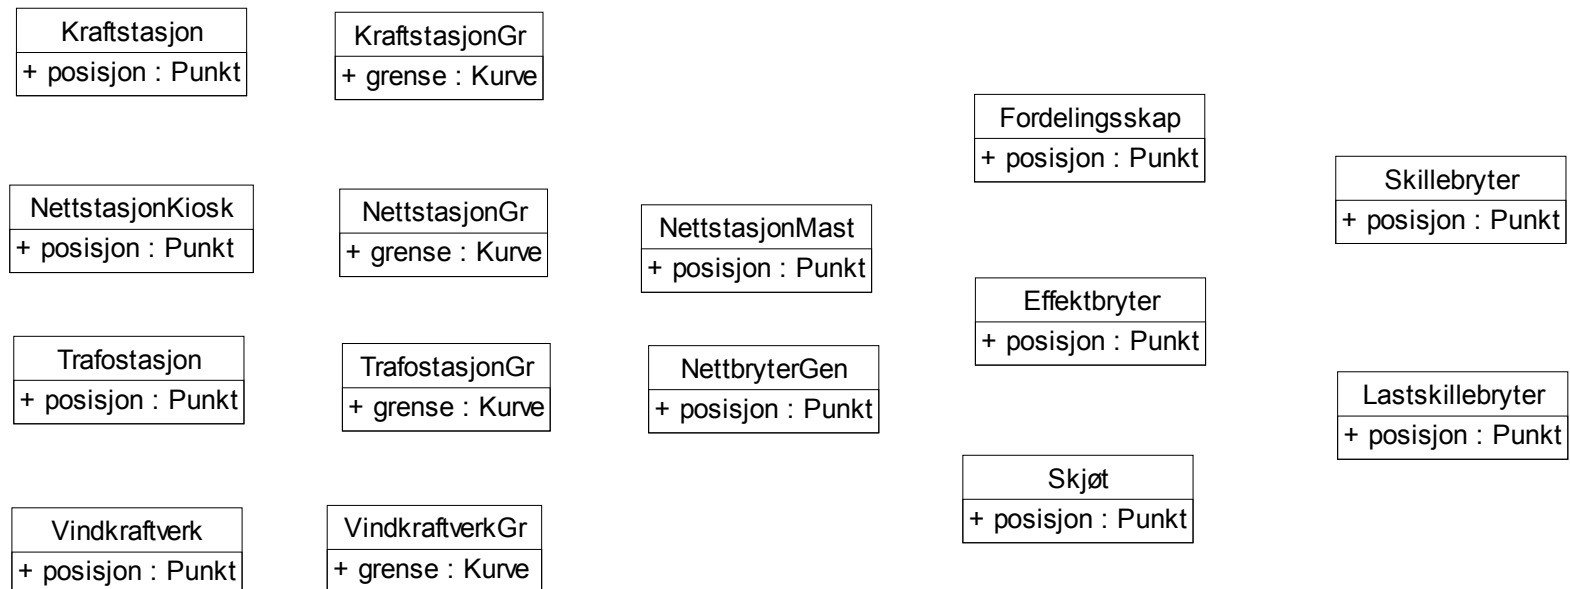 Kraftstasjon
+ posisjon : Punkt
KraftstasjonGr
+ grense : Kurve
Fordelingsskap
+ posisjon : Punkt
Skillebryter
+ posisjon : Punkt
NettstasjonKiosk
+ posisjon : Punkt
NettstasjonGr
+ grense : Kurve
NettstasjonMast
+ posisjon : Punkt
Effektbryter
+ posisjon : Punkt
Trafostasjon
+ posisjon : Punkt
TrafostasjonGr
+ grense : Kurve
NettbryterGen
+ posisjon : Punkt
Lastskillebryter
+ posisjon : Punkt
Skjøt
+ posisjon : Punkt
Vindkraftverk
+ posisjon : Punkt
VindkraftverkGr
+ grense : Kurve